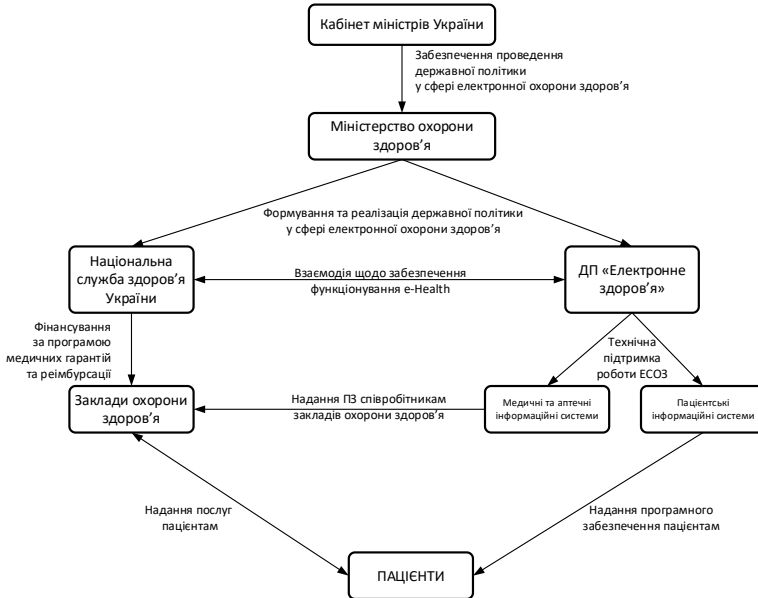 Кабінет міністрів України
Забезпечення проведення
державної політики
у сфері електронної охорони здоров'я
Міністерство охорони
здоров'я
Формування та реалізація державної політики
у сфері електронної охорони здоров'я
Національна
служба здоров'я
України
Взаємодія щодо забезпечення
функціонування e-Health
ДП «Електронне
здоров'я»
Фінансування
за програмою
медичних гарантій
та реімбурсації
Технічна
підтримка
роботи ЕСОЗ
Заклади охорони
здоров'я
Надання ПЗ співробітникам
закладів охорони здоров'я
Медичні та аптечні
інформаційні системи
Пацієнтські
інформаційні системи
Надання послуг
пацієнтам
Надання програмного
забезпечення пацієнтам
ПАЦІЄНТИ